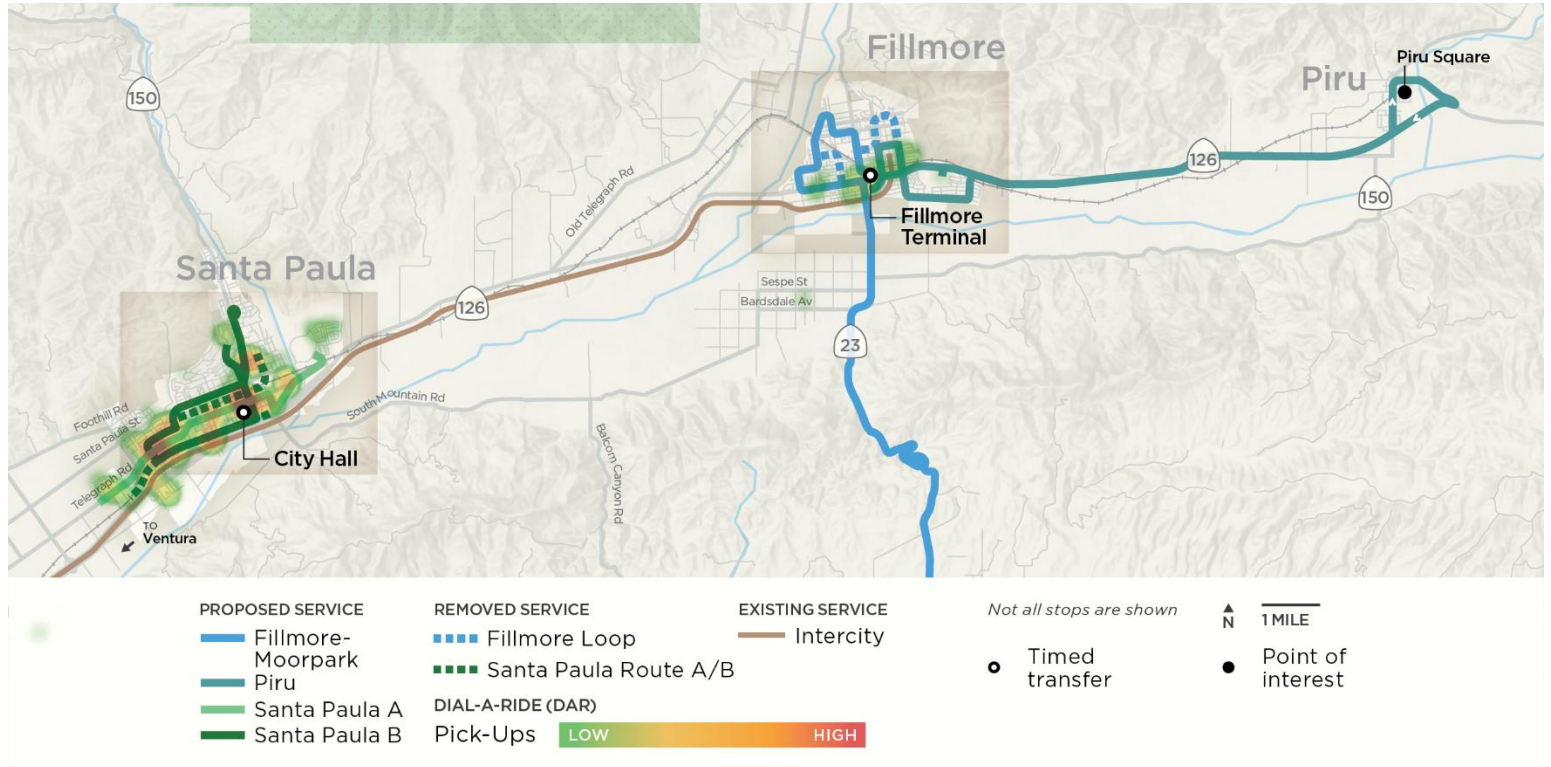 Fillmore
Piru Square
Piru
150
126
150
Old Telegraph Rd
Fillmore
Terminal
Santa Paula
Sespe St
Bardsdale Av
126
23
South Mountain Rd
Foothill Rd
Santa Paula St
Balcom Canyon Rd
City Hall
Telegraph Rd
TO
Ventura
PROPOSED SERVICE
Fillmore-
Moorpark
Piru
Santa Paula A
Santa Paula B
REMOVED SERVICE
Fillmore Loop
Santa Paula Route A/B
DIAL-A-RIDE (DAR)
Pick-Ups
LOW
HIGH
EXISTING SERVICE
Intercity
Not all stops are shown
Timed
transfer
N
1 MILE
Point of
interest